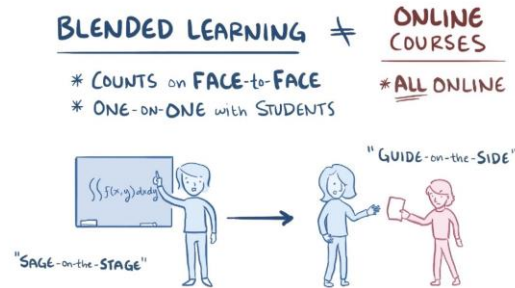 BLENDED LEARNING ≠ ONLINE COURSES
* COUNTS on FACE-to-FACE
* ONE-ON-ONE with STUDENTS
* ALL ONLINE
∫∫f(x,y)dxdy
"SAGE-on-the-STAGE"
"GUIDE-on-the-SIDE"